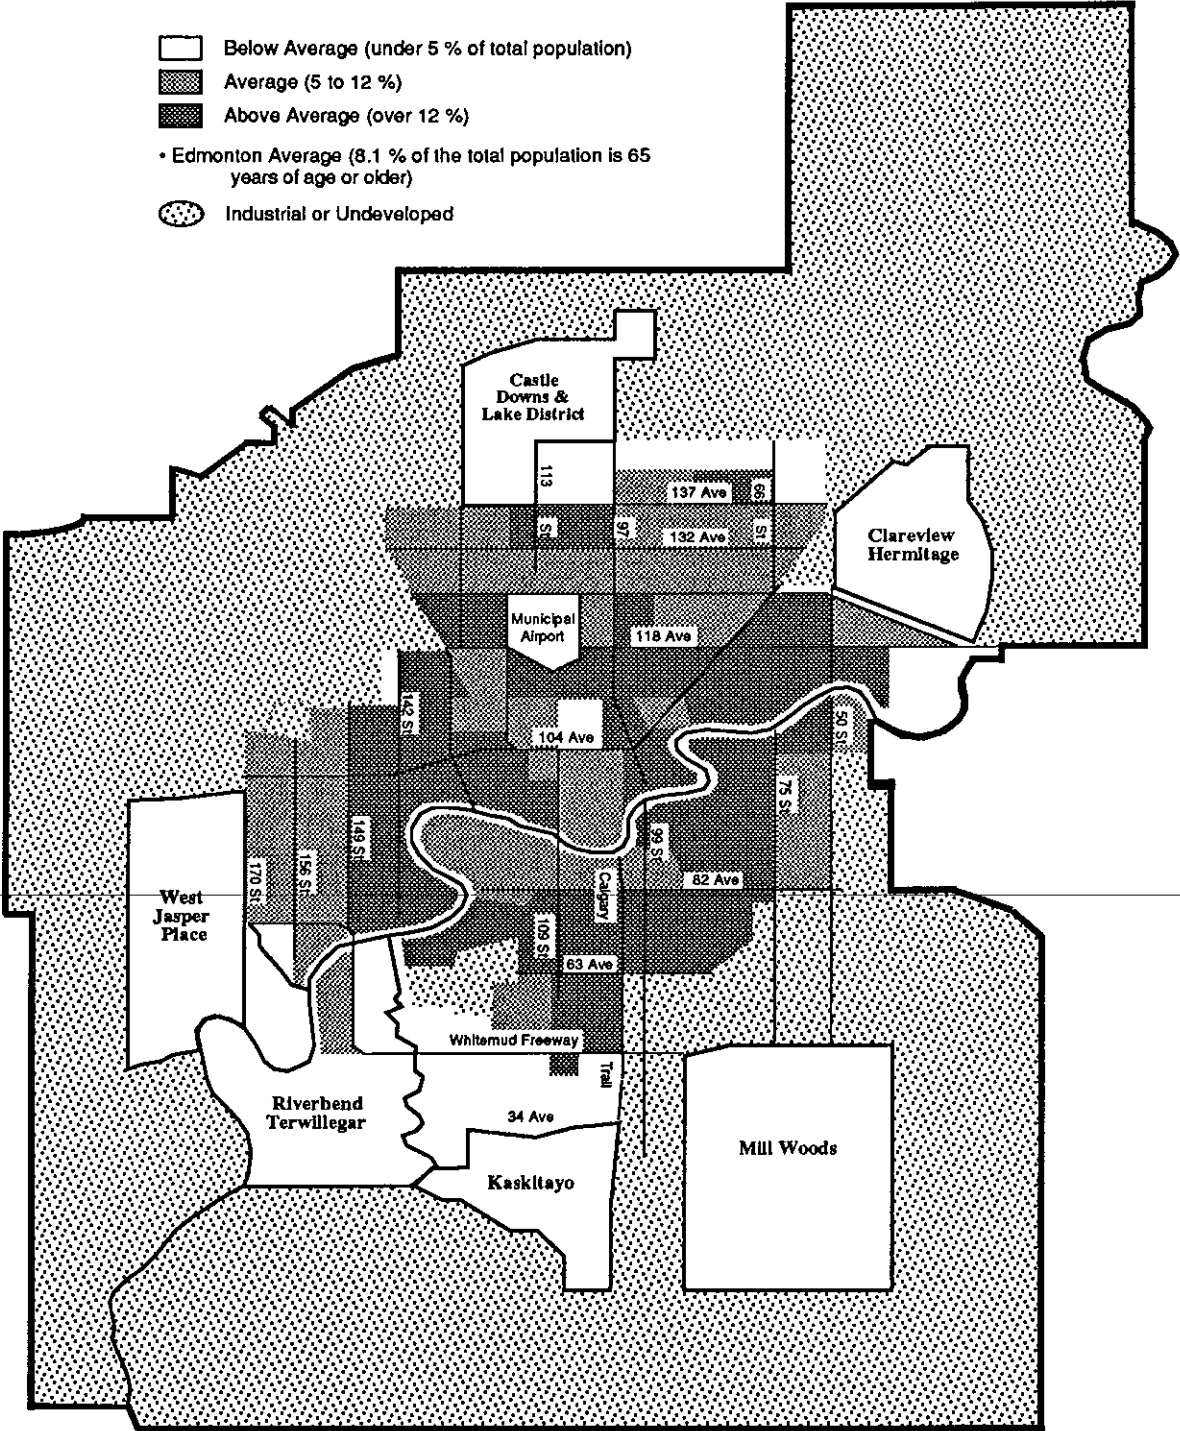 Below Average (under 5 % of total population)
Average (5 to 12 %)
Above Average (over 12 %)
• Edmonton Average (8.1 % of the total population is 65
years of age or older)
Industrial or Undeveloped
Castle
Downs &
Lake District
113
St
137 Ave
66
St
97
132 Ave
Clareview
Hermitage
Municipal
Airport
118 Ave
142 St
104 Ave
50 St
75 St
149 St
99 St
156 St
170 St
82 Ave
Calgary
West
Jasper
Place
109 St
63 Ave
Whitemud Freeway
Trail
Riverbend
Terwillegar
34 Ave
Mill Woods
Kaskitayo